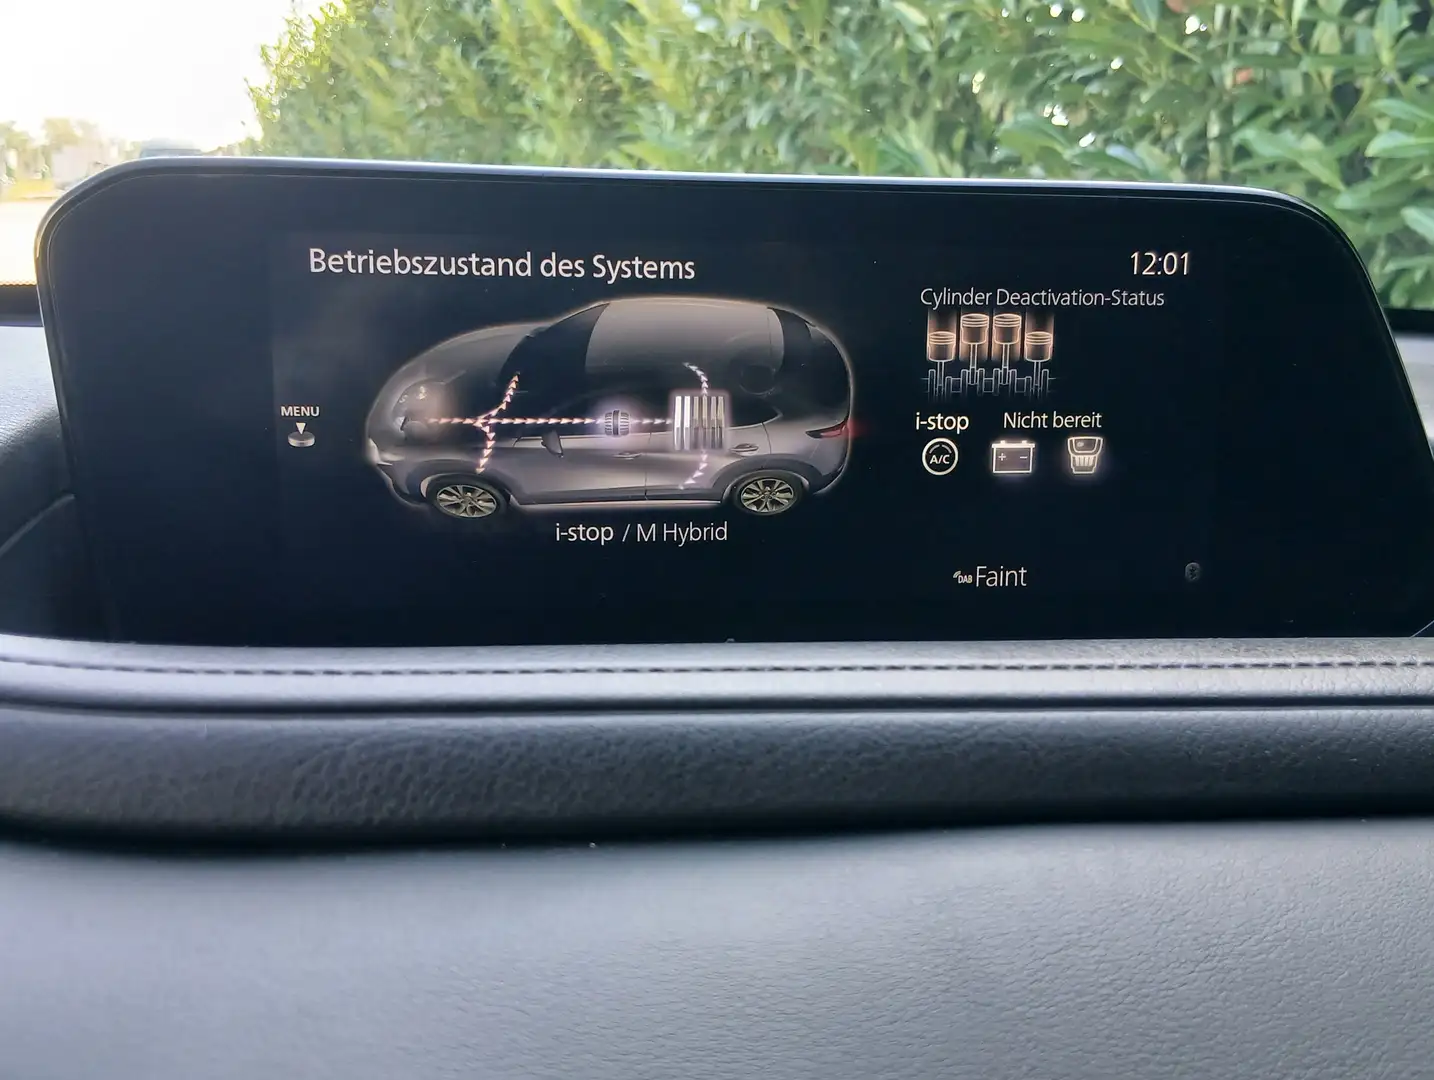 Betriebszustand des Systems
12:01
Cylinder Deactivation-Status
MENU
i-stop Nicht bereit
A/C + -
i-stop / M Hybrid
DAB Faint